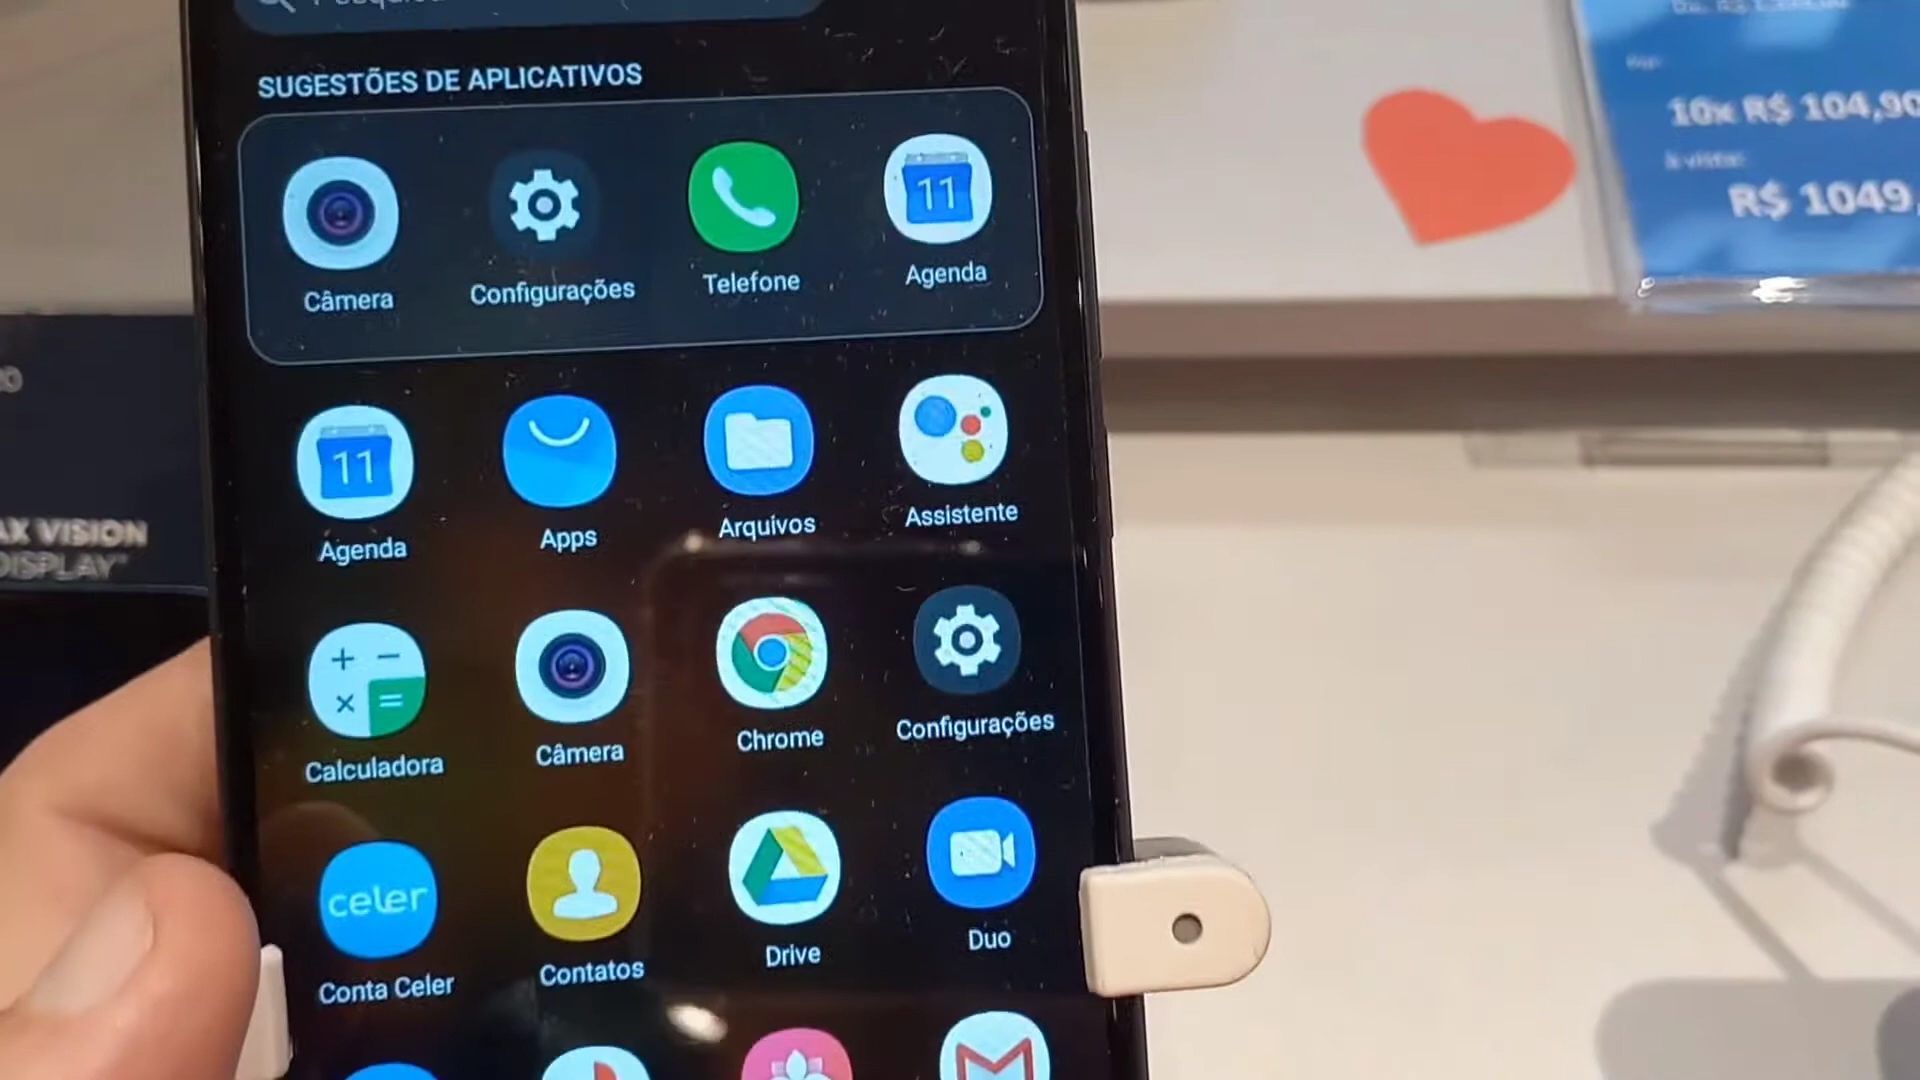 SUGESTÕES DE APLICATIVOS
Câmera
Configurações
Telefone
11
Agenda
11
Agenda
Apps
Arquivos
Assistente
Calculadora
Câmera
Chrome
Configurações
celer
Conta Celer
Contatos
Drive
Duo
AX VISION
DISPLAY
10x R$ 104,90
à vista:
R$ 1049,